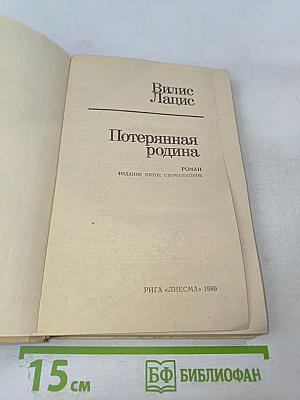 Вилис
Лацис
Потерянная
родина
РОМАН
ИЗДАНИЕ ПЯТОЕ СТЕРЕОТИПНОЕ
РИГА «ЛИЕСМА» 1980
15 см
БФ БИБЛИОФАН